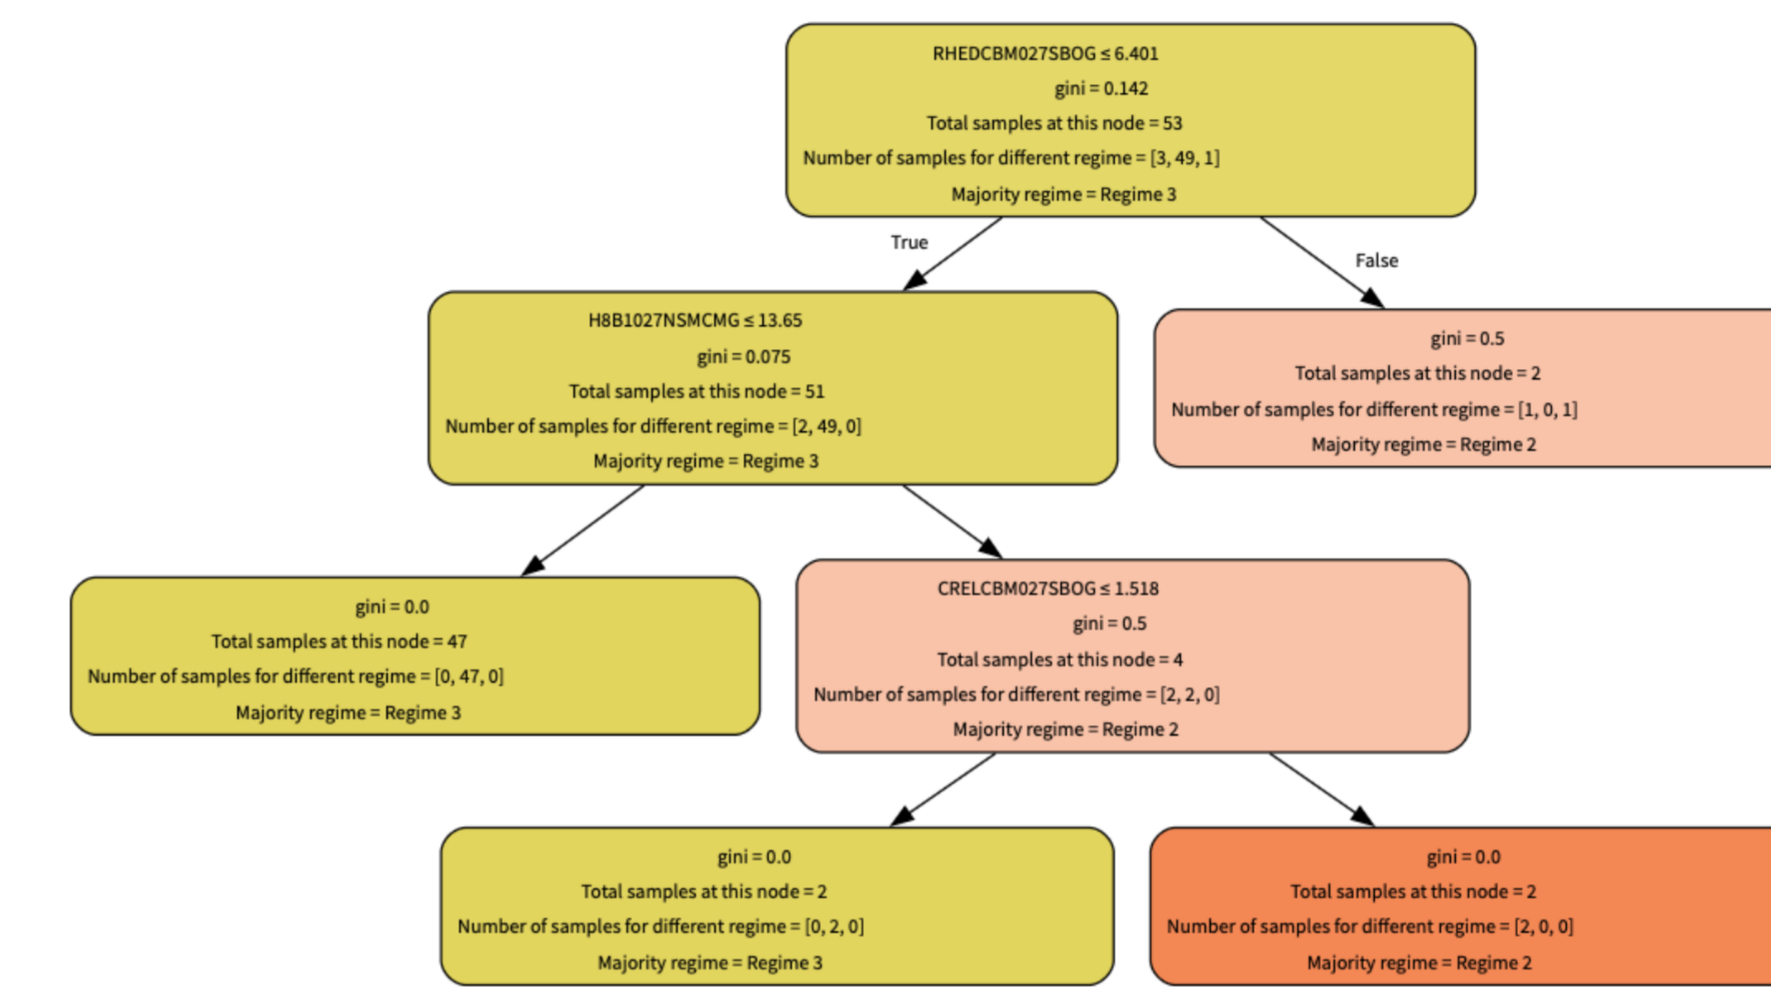 RHEDCBM027SBOG ≤ 6.401
gini = 0.142
Total samples at this node = 53
Number of samples for different regime = [3, 49, 1]
Majority regime = Regime 3
True
False
H8B1027NSMCMG ≤ 13.65
gini = 0.075
Total samples at this node = 51
Number of samples for different regime = [2, 49, 0]
Majority regime = Regime 3
gini = 0.5
Total samples at this node = 2
Number of samples for different regime = [1, 0, 1]
Majority regime = Regime 2
gini = 0.0
Total samples at this node = 47
Number of samples for different regime = [0, 47, 0]
Majority regime = Regime 3
CRELCBM027SBOG ≤ 1.518
gini = 0.5
Total samples at this node = 4
Number of samples for different regime = [2, 2, 0]
Majority regime = Regime 2
gini = 0.0
Total samples at this node = 2
Number of samples for different regime = [0, 2, 0]
Majority regime = Regime 3
gini = 0.0
Total samples at this node = 2
Number of samples for different regime = [2, 0, 0]
Majority regime = Regime 2